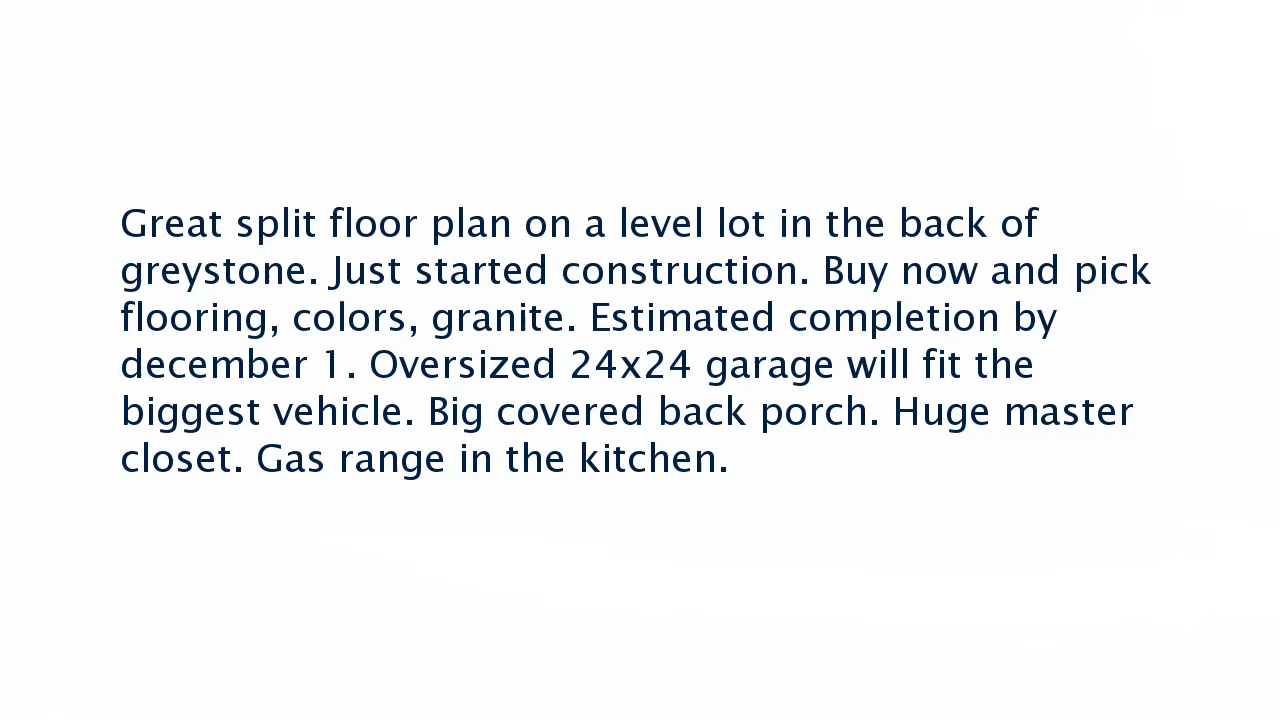 Great split floor plan on a level lot in the back of
greystone. Just started construction. Buy now and pick
flooring, colors, granite. Estimated completion by
december 1. Oversized 24x24 garage will fit the
biggest vehicle. Big covered back porch. Huge master
closet. Gas range in the kitchen.